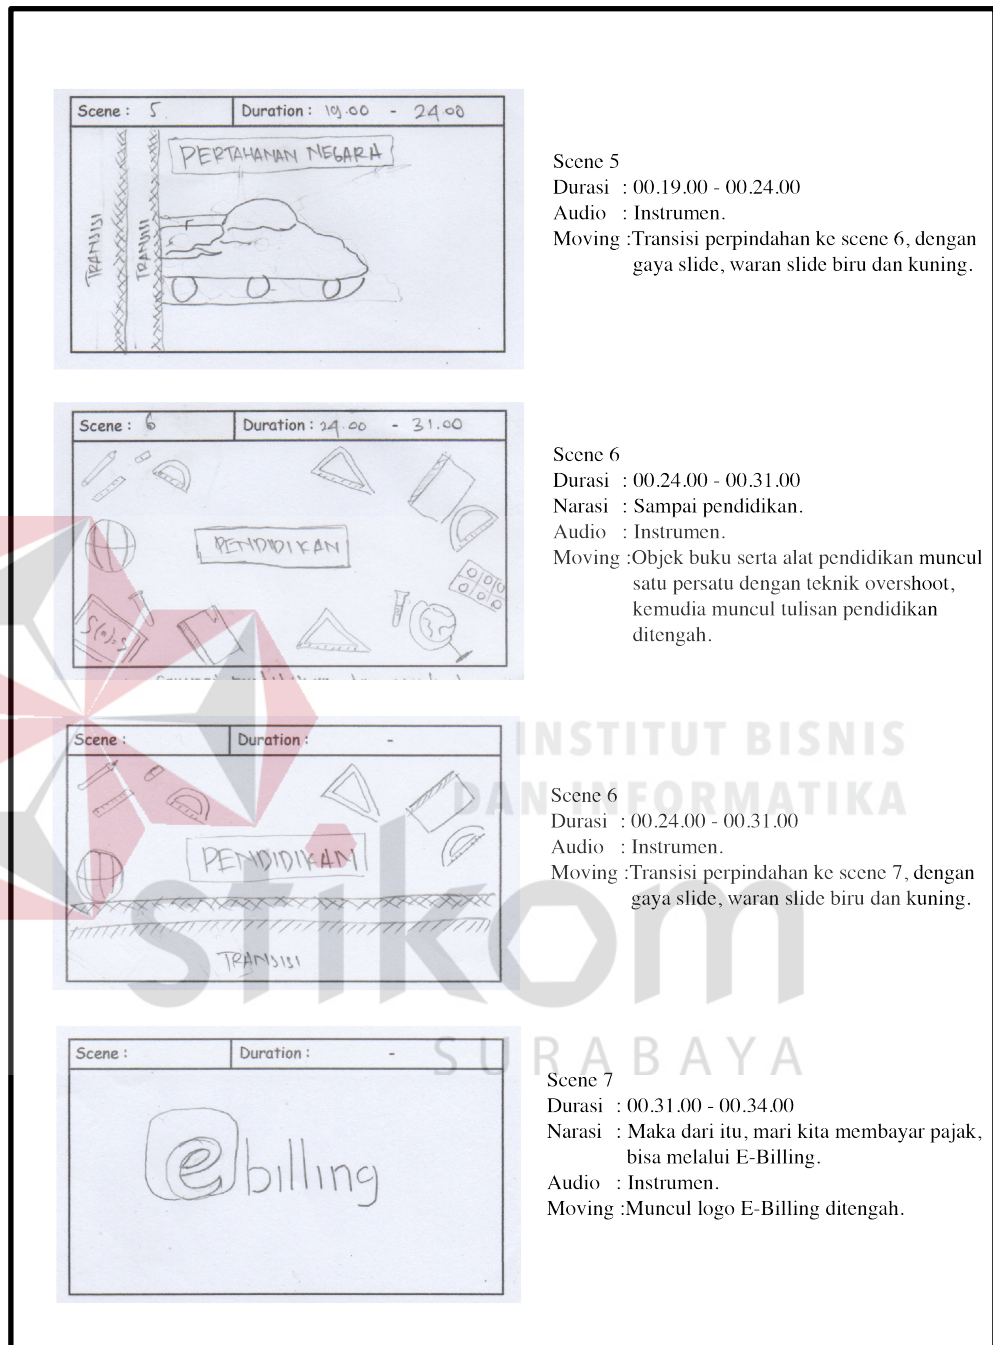 Scene : 5 Duration : 19.00 - 24.00
PERTAHANAN NEGARA
TRANSISI
TRANSISI
Scene 5
Durasi : 00.19.00 - 00.24.00
Audio : Instrumen.
Moving :Transisi perpindahan ke scene 6, dengan
gaya slide, waran slide biru dan kuning.
Scene : 6 Duration : 24.00 - 31.00
PENDIDIKAN
Scene 6
Durasi : 00.24.00 - 00.31.00
Narasi : Sampai pendidikan.
Audio : Instrumen.
Moving :Objek buku serta alat pendidikan muncul
satu persatu dengan teknik overshoot,
kemudia muncul tulisan pendidikan
ditengah.
Scene : Duration : -
PENDIDIKAN
TRANSISI
Scene 6
Durasi : 00.24.00 - 00.31.00
Audio : Instrumen.
Moving :Transisi perpindahan ke scene 7, dengan
gaya slide, waran slide biru dan kuning.
INSTITUT BISNIS
DAN INFORMATIKA
stikom
SURABAYA
Scene : Duration : -
e billing
Scene 7
Durasi : 00.31.00 - 00.34.00
Narasi : Maka dari itu, mari kita membayar pajak,
bisa melalui E-Billing.
Audio : Instrumen.
Moving :Muncul logo E-Billing ditengah.